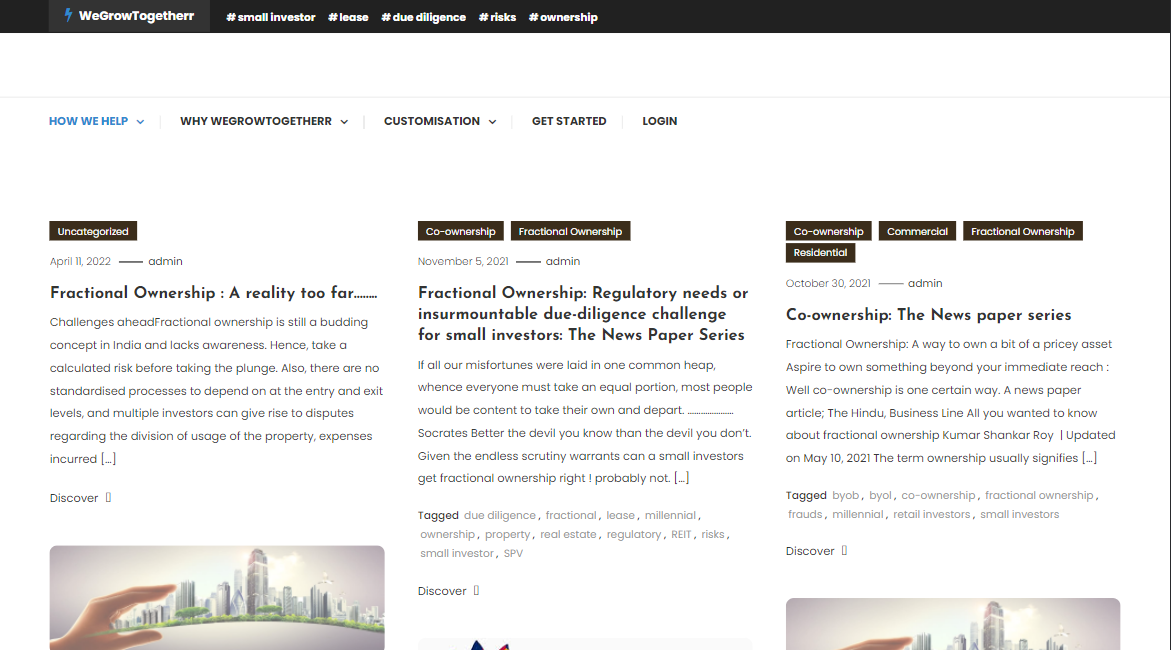 WeGrowTogetherr
#small investor #lease #due diligence #risks #ownership
HOW WE HELP WHY WEGROWTOGETHERR CUSTOMISATION GET STARTED LOGIN
Uncategorized
April 11, 2022 admin
Fractional Ownership : A reality too far........
Challenges aheadFractional ownership is still a budding
concept in India and lacks awareness. Hence, take a
calculated risk before taking the plunge. Also, there are no
standardised processes to depend on at the entry and exit
levels, and multiple investors can give rise to disputes
regarding the division of usage of the property, expenses
incurred […]
Discover
Co-ownership Fractional Ownership
November 5, 2021 admin
Fractional Ownership: Regulatory needs or
insurmountable due-diligence challenge
for small investors: The News Paper Series
If all our misfortunes were laid in one common heap,
whence everyone must take an equal portion, most people
would be content to take their own and depart. .....................
Socrates Better the devil you know than the devil you don't.
Given the endless scrutiny warrants can a small investors
get fractional ownership right ! probably not. […]
Tagged due diligence, fractional, lease, millennial,
ownership, property, real estate, regulatory, REIT, risks,
small investor, SPV
Discover
Co-ownership Commercial Fractional Ownership
Residential
October 30, 2021 admin
Co-ownership: The News paper series
Fractional Ownership: A way to own a bit of a pricey asset
Aspire to own something beyond your immediate reach :
Well co-ownership is one certain way. A news paper
article; The Hindu, Business Line All you wanted to know
about fractional ownership Kumar Shankar Roy | Updated
on May 10, 2021 The term ownership usually signifies […]
Tagged byob, byol, co-ownership, fractional ownership,
frauds, millennial, retail investors, small investors
Discover